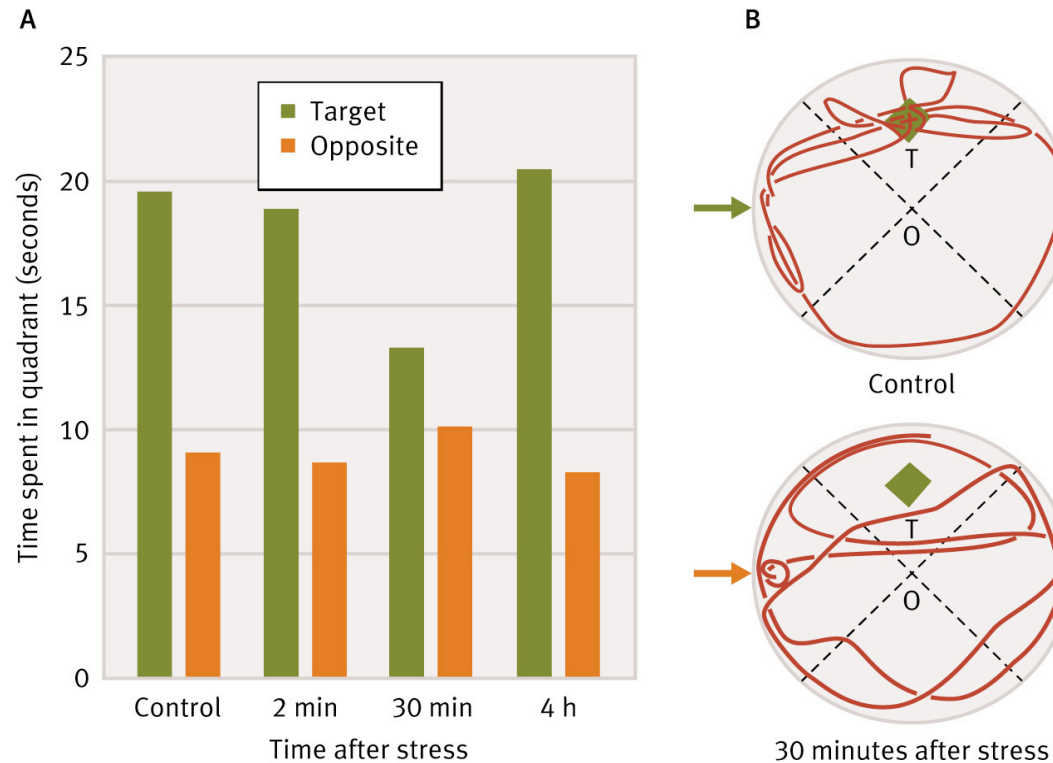 A
B
25
20
15
10
5
0
Time spent in quadrant (seconds)
Target
Opposite
Control
2 min
30 min
4 h
Time after stress
T
O
Control
T
O
30 minutes after stress